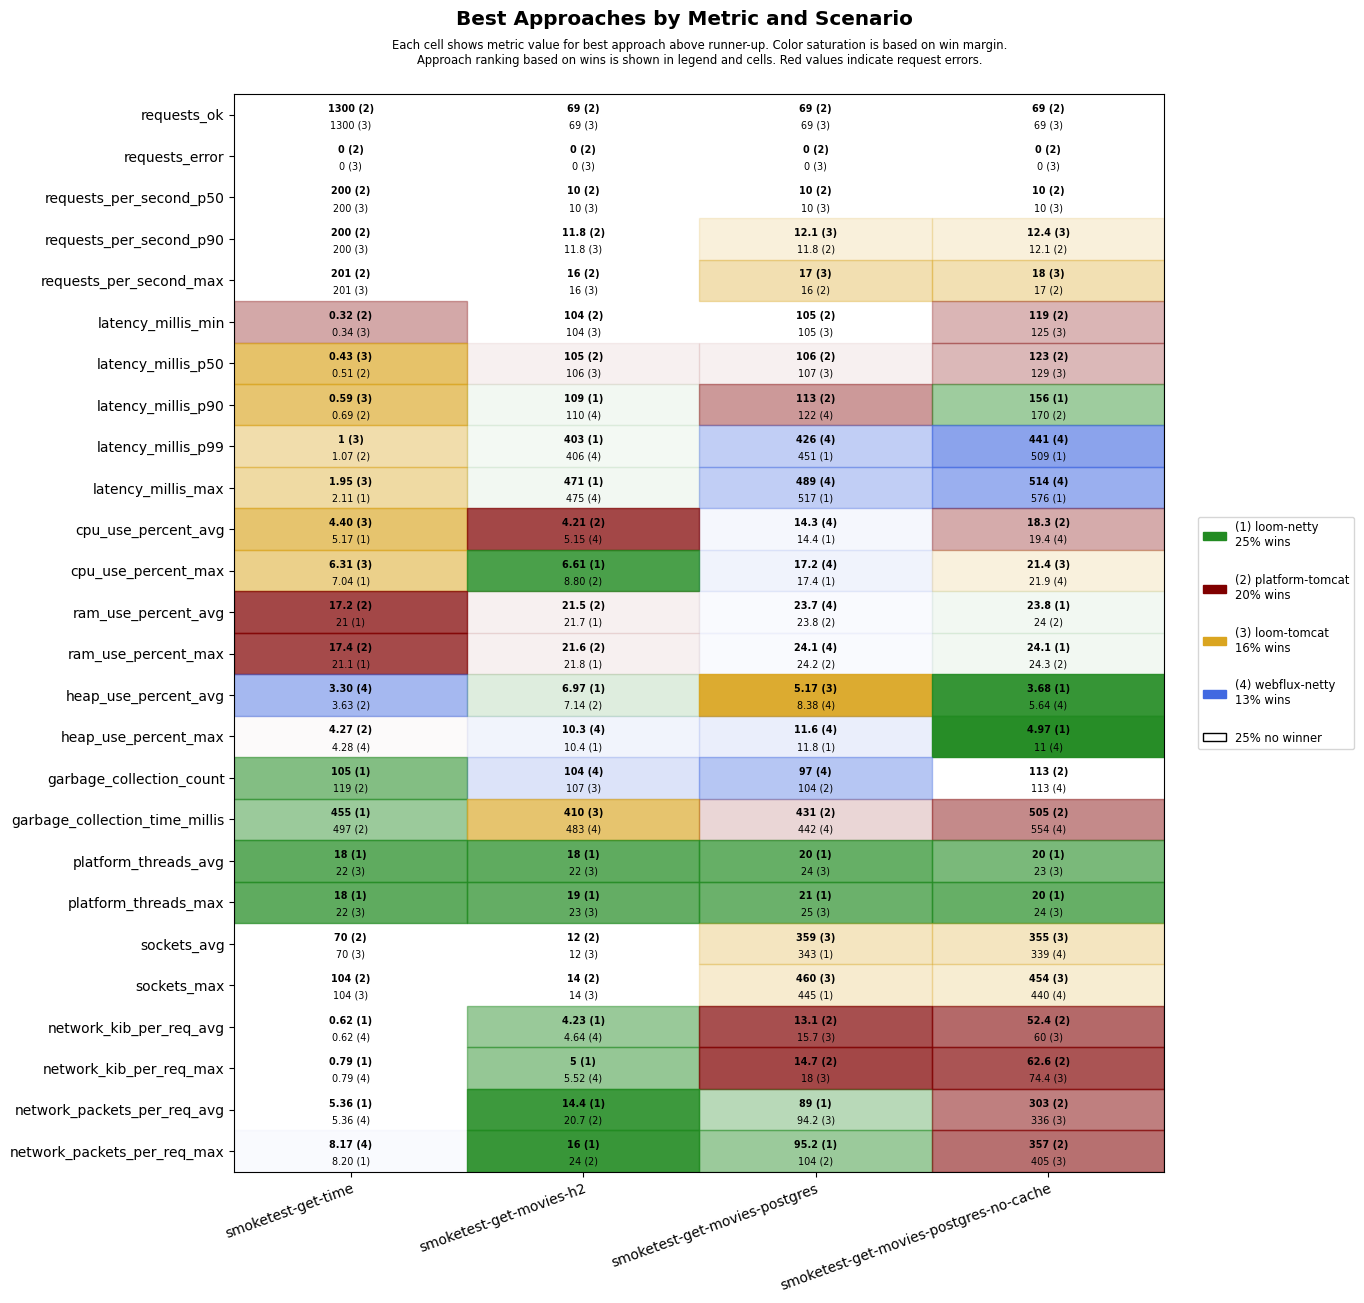 Best Approaches by Metric and Scenario
Each cell shows metric value for best approach above runner-up. Color saturation is based on win margin.
Approach ranking based on wins is shown in legend and cells. Red values indicate request errors.
requests_ok
1300 (2) 69 (2) 69 (2) 69 (2)
1300 (3) 69 (3) 69 (3) 69 (3)
requests_error
0 (2) 0 (2) 0 (2) 0 (2)
0 (3) 0 (3) 0 (3) 0 (3)
requests_per_second_p50
200 (2) 10 (2) 10 (2) 10 (2)
200 (3) 10 (3) 10 (3) 10 (3)
requests_per_second_p90
200 (2) 11.8 (2) 12.1 (3) 12.4 (3)
200 (3) 11.8 (3) 11.8 (2) 12.1 (2)
requests_per_second_max
201 (2) 16 (2) 17 (3) 18 (3)
201 (3) 16 (3) 16 (2) 17 (2)
latency_millis_min
0.32 (2) 104 (2) 105 (2) 119 (2)
0.34 (3) 104 (3) 105 (3) 125 (3)
latency_millis_p50
0.43 (3) 105 (2) 106 (2) 123 (2)
0.51 (2) 106 (3) 107 (3) 129 (3)
latency_millis_p90
0.59 (3) 109 (1) 113 (2) 156 (1)
0.69 (2) 110 (4) 122 (4) 170 (2)
latency_millis_p99
1 (3) 403 (1) 426 (4) 441 (4)
1.07 (2) 406 (4) 451 (1) 509 (1)
latency_millis_max
1.95 (3) 471 (1) 489 (4) 514 (4)
2.11 (1) 475 (4) 517 (1) 576 (1)
cpu_use_percent_avg
4.40 (3) 4.21 (2) 14.3 (4) 18.3 (2)
5.17 (1) 5.15 (4) 14.4 (1) 19.4 (4)
cpu_use_percent_max
6.31 (3) 6.61 (1) 17.2 (4) 21.4 (3)
7.04 (1) 8.80 (2) 17.4 (1) 21.9 (4)
ram_use_percent_avg
17.2 (2) 21.5 (2) 23.7 (4) 23.8 (1)
21 (1) 21.7 (1) 23.8 (2) 24 (2)
ram_use_percent_max
17.4 (2) 21.6 (2) 24.1 (4) 24.1 (1)
21.1 (1) 21.8 (1) 24.2 (2) 24.3 (2)
heap_use_percent_avg
3.30 (4) 6.97 (1) 5.17 (3) 3.68 (1)
3.63 (2) 7.14 (2) 8.38 (4) 5.64 (4)
heap_use_percent_max
4.27 (2) 10.3 (4) 11.6 (4) 4.97 (1)
4.28 (4) 10.4 (1) 11.8 (1) 11 (4)
garbage_collection_count
105 (1) 104 (4) 97 (4) 113 (2)
119 (2) 107 (3) 104 (2) 113 (4)
garbage_collection_time_millis
455 (1) 410 (3) 431 (2) 505 (2)
497 (2) 483 (4) 442 (4) 554 (4)
platform_threads_avg
18 (1) 18 (1) 20 (1) 20 (1)
22 (3) 22 (3) 24 (3) 23 (3)
platform_threads_max
18 (1) 19 (1) 21 (1) 20 (1)
22 (3) 23 (3) 25 (3) 24 (3)
sockets_avg
70 (2) 12 (2) 359 (3) 355 (3)
70 (3) 12 (3) 343 (1) 339 (4)
sockets_max
104 (2) 14 (2) 460 (3) 454 (3)
104 (3) 14 (3) 445 (1) 440 (4)
network_kib_per_req_avg
0.62 (1) 4.23 (1) 13.1 (2) 52.4 (2)
0.62 (4) 4.64 (4) 15.7 (3) 60 (3)
network_kib_per_req_max
0.79 (1) 5 (1) 14.7 (2) 62.6 (2)
0.79 (4) 5.52 (4) 18 (3) 74.4 (3)
network_packets_per_req_avg
5.36 (1) 14.4 (1) 89 (1) 303 (2)
5.36 (4) 20.7 (2) 94.2 (3) 336 (3)
network_packets_per_req_max
8.17 (4) 16 (1) 95.2 (1) 357 (2)
8.20 (1) 24 (2) 104 (2) 405 (3)
smoketest-get-time
smoketest-get-movies-h2
smoketest-get-movies-postgres
smoketest-get-movies-postgres-no-cache
(1) loom-netty
25% wins
(2) platform-tomcat
20% wins
(3) loom-tomcat
16% wins
(4) webflux-netty
13% wins
25% no winner